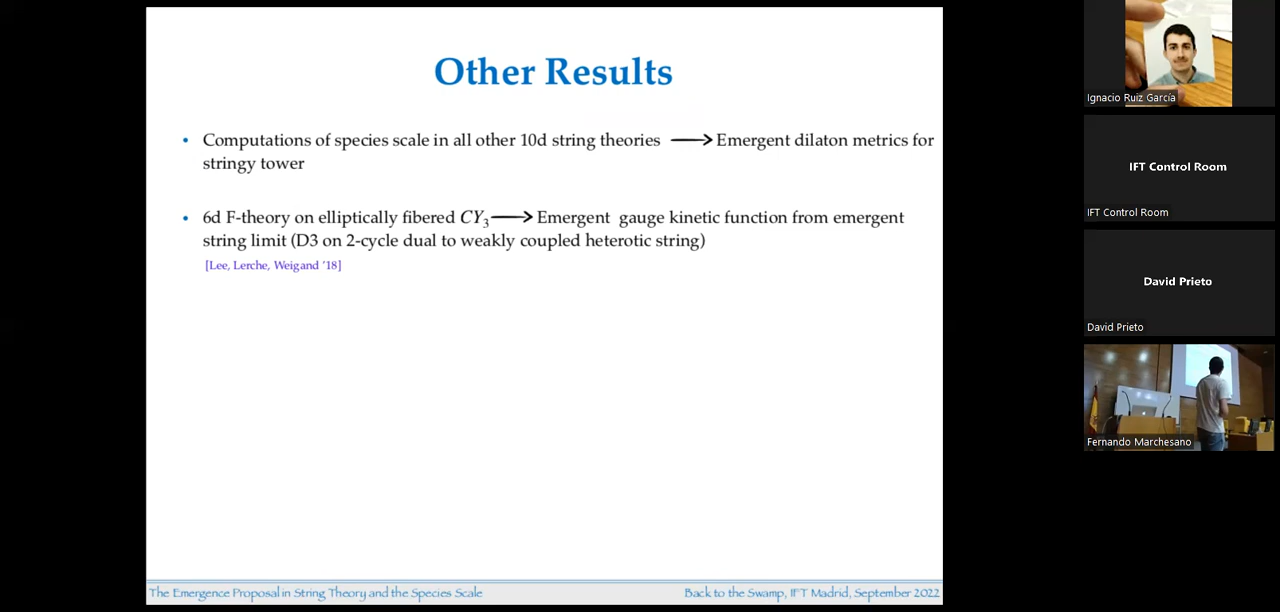 Other Results
• Computations of species scale in all other 10d string theories ⟶ Emergent dilaton metrics for
stringy tower
• 6d F-theory on elliptically fibered CY₃ ⟶ Emergent gauge kinetic function from emergent
string limit (D3 on 2-cycle dual to weakly coupled heterotic string)
[Lee, Lerche, Weigand '18]
The Emergence Proposal in String Theory and the Species Scale
Back to the Swamp, IFT Madrid, September 2022
Ignacio Ruiz García
IFT Control Room
IFT Control Room
David Prieto
David Prieto
Fernando Marchesano